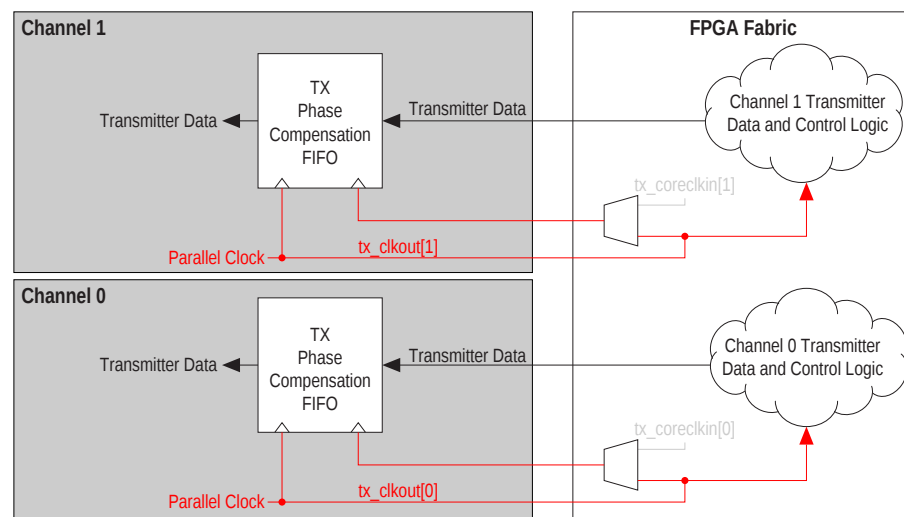 Channel 1
FPGA Fabric
TX
Phase
Compensation
FIFO
Transmitter Data
Transmitter Data
Channel 1 Transmitter
Data and Control Logic
tx_coreclkin[1]
tx_clkout[1]
Parallel Clock
Channel 0
TX
Phase
Compensation
FIFO
Transmitter Data
Transmitter Data
Channel 0 Transmitter
Data and Control Logic
tx_coreclkin[0]
tx_clkout[0]
Parallel Clock